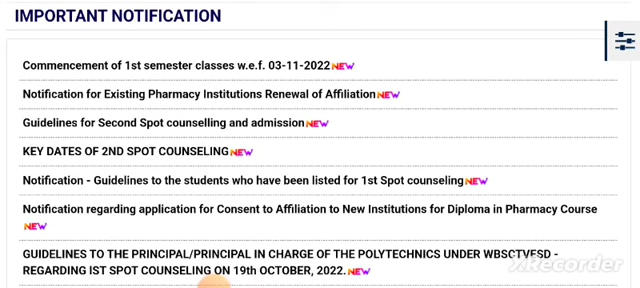 IMPORTANT NOTIFICATION
Commencement of 1st semester classes w.e.f. 03-11-2022 NEW
Notification for Existing Pharmacy Institutions Renewal of Affiliation NEW
Guidelines for Second Spot counselling and admission NEW
KEY DATES OF 2ND SPOT COUNSELING NEW
Notification - Guidelines to the students who have been listed for 1st Spot counseling NEW
Notification regarding application for Consent to Affiliation to New Institutions for Diploma in Pharmacy Course
NEW
GUIDELINES TO THE PRINCIPAL/PRINCIPAL IN CHARGE OF THE POLYTECHNICS UNDER WBSCTVESD -
REGARDING IST SPOT COUNSELING ON 19th OCTOBER, 2022. NEW
XRecorder